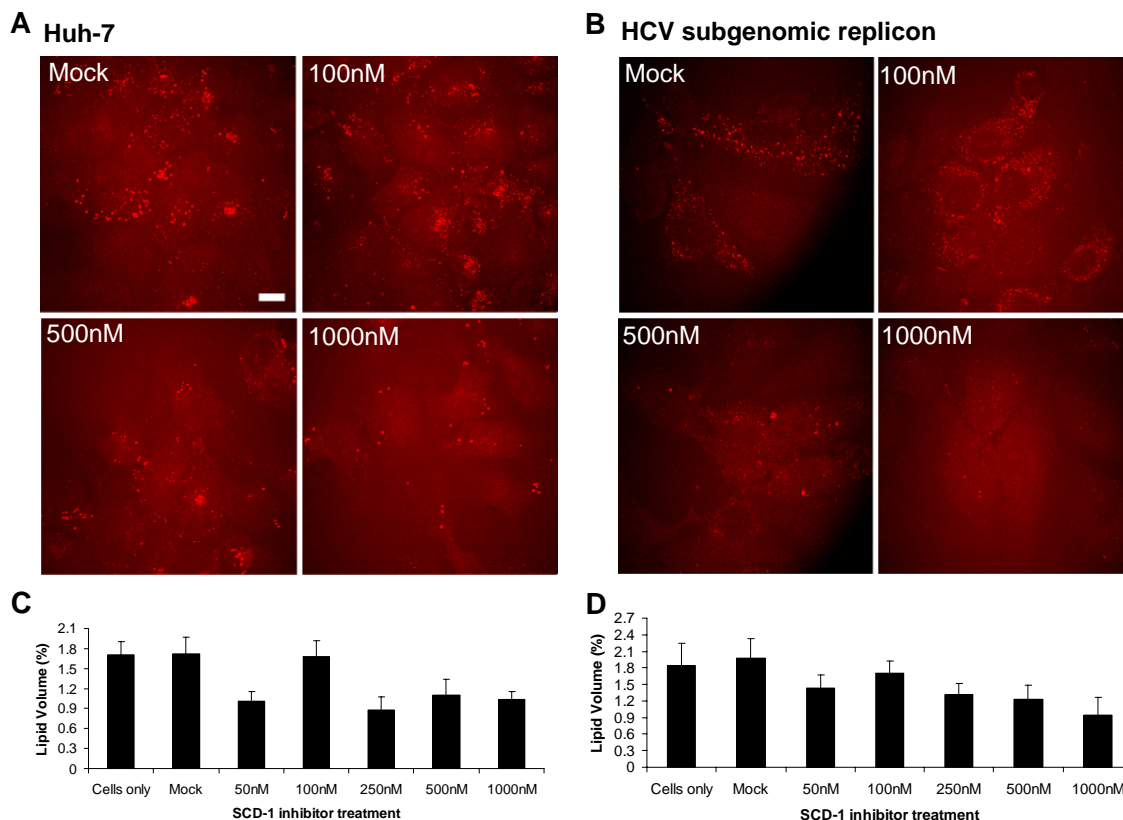 A Huh-7
Mock
100nM
500nM
1000nM
B HCV subgenomic replicon
Mock
100nM
500nM
1000nM
C
Lipid Volume (%)
2.1
1.8
1.5
1.2
0.9
0.6
0.3
0
Cells only Mock 50nM 100nM 250nM 500nM 1000nM
SCD-1 inhibitor treatment
D
Lipid Volume (%)
2.7
2.4
2.1
1.8
1.5
1.2
0.9
0.6
0.3
0
Cells only Mock 50nM 100nM 250nM 500nM 1000nM
SCD-1 inhibitor treatment